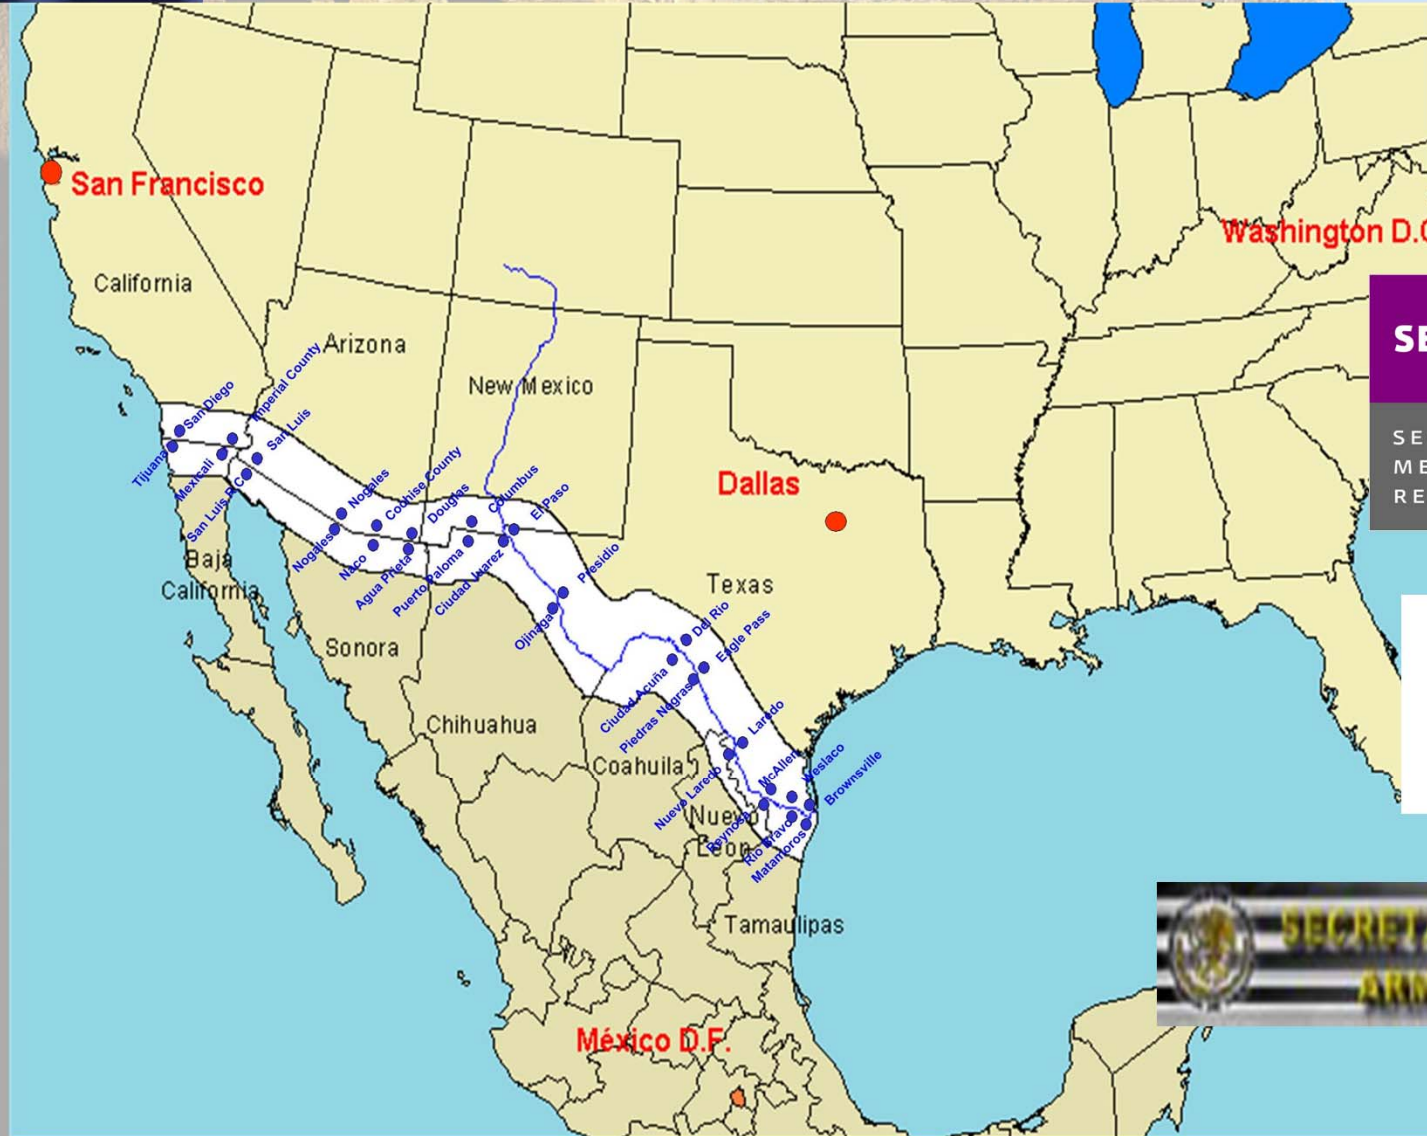 San Francisco
Washington D.C
California
SE
Arizona
Imperial County
New Mexico
San Diego
San Luis
SE
ME
RE
Tijuana
Mexicali
San Luis R.C
Nogales
Cochise County
Douglas
Columbus
El Paso
Dallas
Nogales
Naco
Agua Prieta
Puerto Paloma
Ciudad Juarez
Baja
California
Presidio
Texas
Ojinaga
Sonora
Del Rio
Eagle Pass
Ciudad Acuña
Piedras Negras
Chihuahua
Laredo
Coahuila
McAllen
Weslaco
Brownsville
Nuevo Laredo
Nuevo
León
Reynosa
Rio Bravo
Matamoros
Tamaulipas
SECRETA
ARM
México D.F.